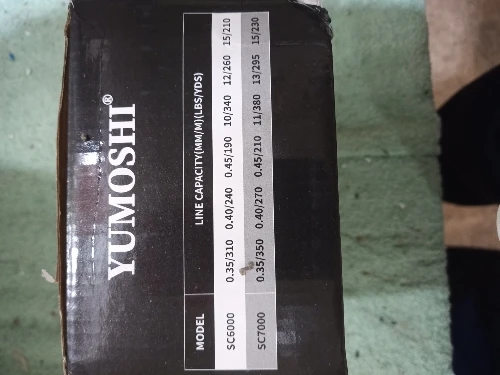 YUMOSHI®
MODEL LINE CAPACITY(MM/M)(LBS/YDS)
SC6000 0.35/310 0.40/240 0.45/190 10/340 12/260 15/210
SC7000 0.35/350 0.40/270 0.45/210 11/380 13/295 15/230